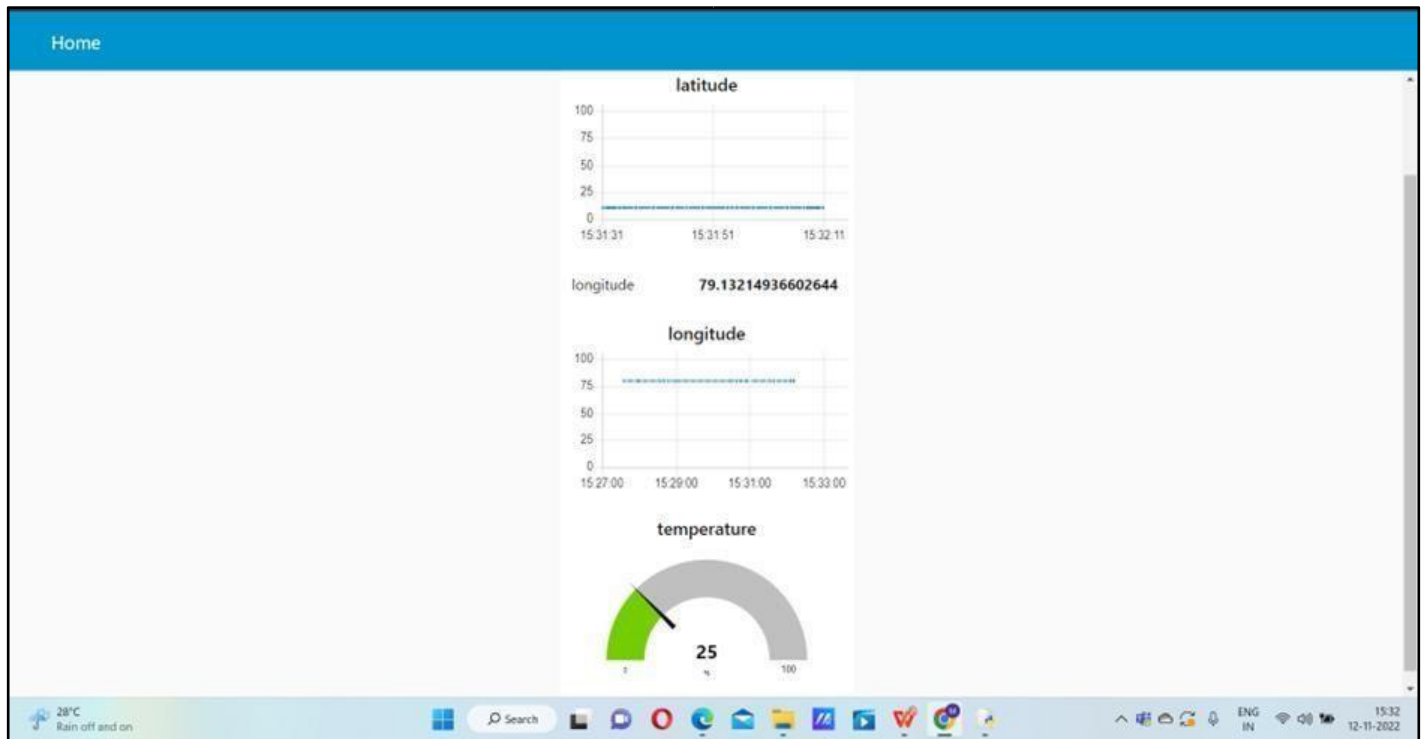 Home
latitude
100
75
50
25
0
15:31:31 15:31:51 15:32:11
longitude 79.13214936602644
longitude
100
75
50
25
0
15:27:00 15:29:00 15:31:00 15:33:00
temperature
25
100
28°C
Rain off and on
Search
ENG
IN
15:32
12-11-2022